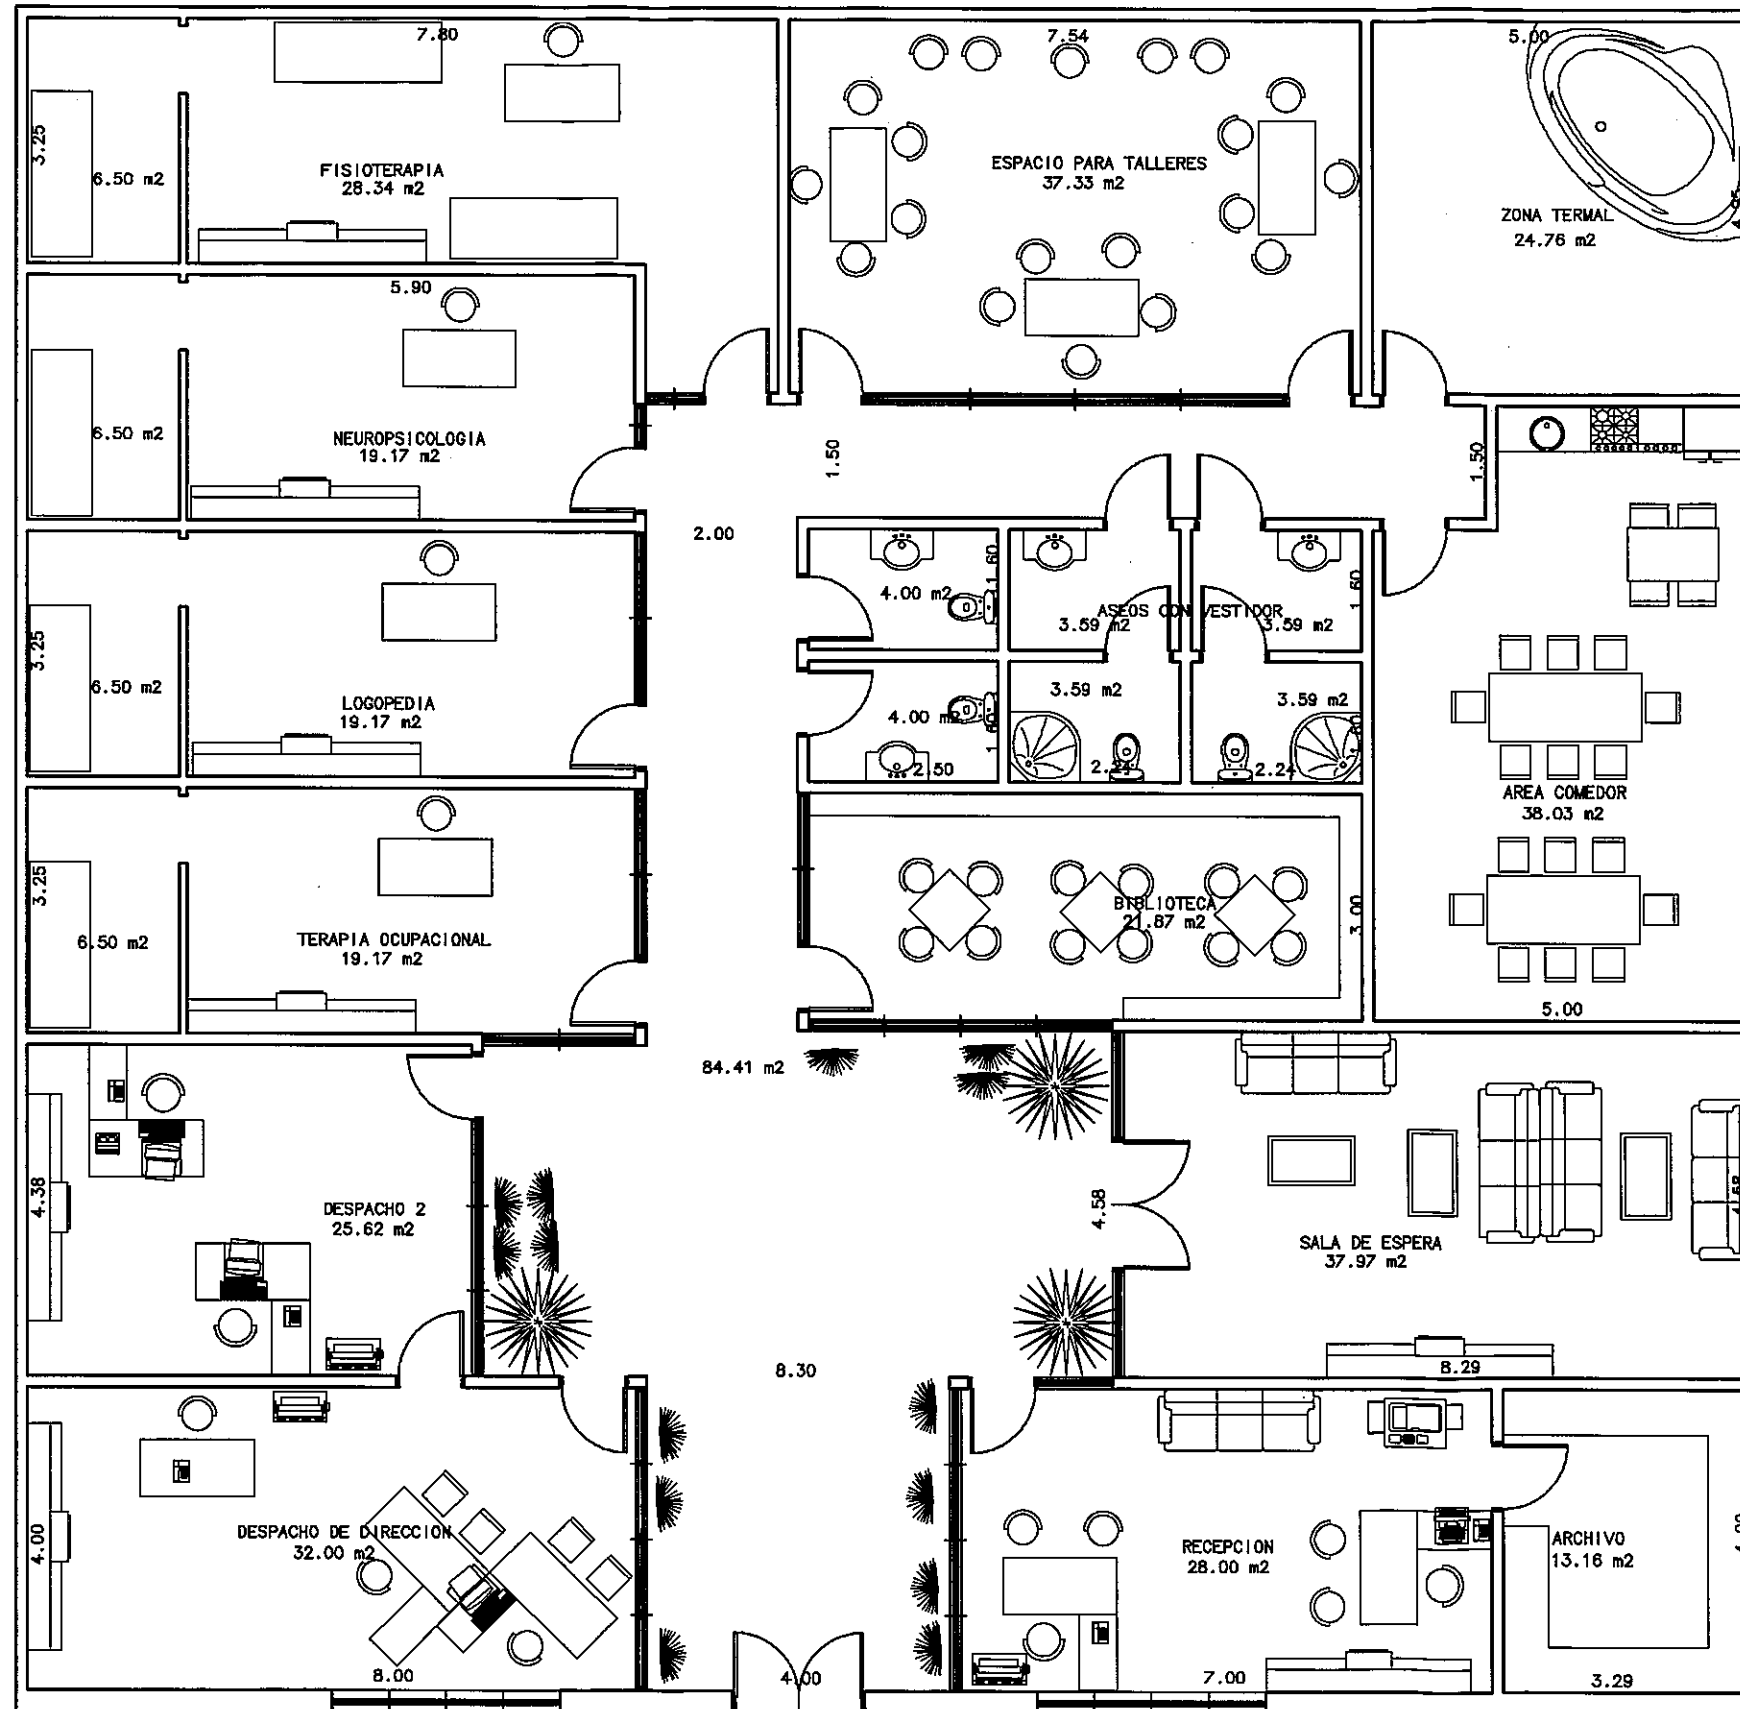 7.80
7.54
5.00
3.25
6.50 m2
FISIOTERAPIA
28.34 m2
ESPACIO PARA TALLERES
37.33 m2
ZONA TERMAL
24.76 m2
5.90
6.50 m2
NEUROPSICOLOGIA
19.17 m2
1.50
1.50
2.00
4.00 m2
1.60
ASEOS CON VESTIDOR
3.59 m2
3.59 m2
1.60
3.25
6.50 m2
LOGOPEDIA
19.17 m2
4.00 m2
1.60
2.50
3.59 m2
2.24
3.59 m2
2.24
1.60
AREA COMEDOR
38.03 m2
3.25
6.50 m2
TERAPIA OCUPACIONAL
19.17 m2
BIBLIOTECA
21.87 m2
3.00
5.00
84.41 m2
4.38
DESPACHO 2
25.62 m2
4.58
SALA DE ESPERA
37.97 m2
8.30
8.29
4.00
DESPACHO DE DIRECCION
32.00 m2
8.00
4.00
RECEPCION
28.00 m2
7.00
ARCHIVO
13.16 m2
3.29